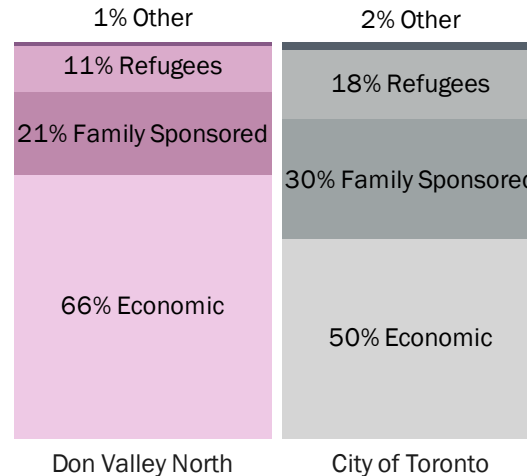 1% Other
11% Refugees
21% Family Sponsored
66% Economic
Don Valley North
2% Other
18% Refugees
30% Family Sponsored
50% Economic
City of Toronto